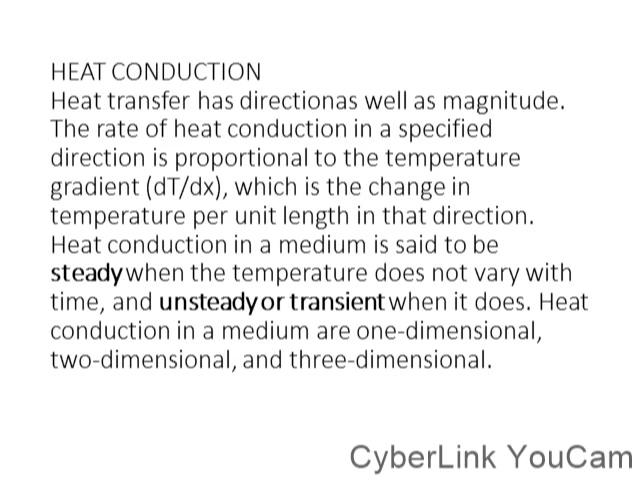 HEAT CONDUCTION
Heat transfer has directionas well as magnitude.
The rate of heat conduction in a specified
direction is proportional to the temperature
gradient (dT/dx), which is the change in
temperature per unit length in that direction.
Heat conduction in a medium is said to be
steadywhen the temperature does not vary with
time, and unsteadyor transientwhen it does. Heat
conduction in a medium are one-dimensional,
two-dimensional, and three-dimensional.
CyberLink YouCam